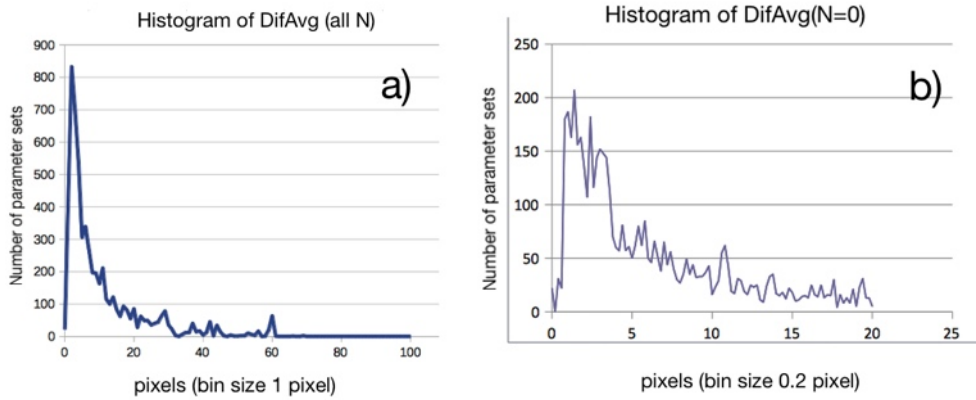 Histogram of DifAvg (all N)
a)
Number of parameter sets
900
800
700
600
500
400
300
200
100
0
0 20 40 60 80 100
pixels (bin size 1 pixel)
Histogram of DifAvg(N=0)
b)
Number of parameter sets
250
200
150
100
50
0
0 5 10 15 20 25
pixels (bin size 0.2 pixel)